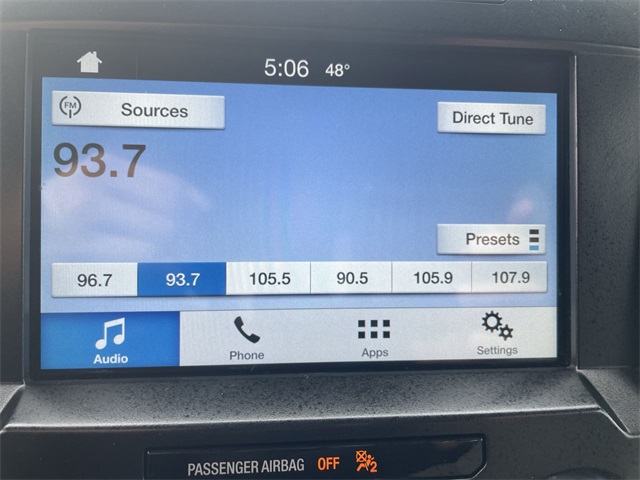 5:06 48°
FM Sources
Direct Tune
93.7
Presets
96.7 93.7 105.5 90.5 105.9 107.9
Audio Phone Apps Settings
PASSENGER AIRBAG OFF 2